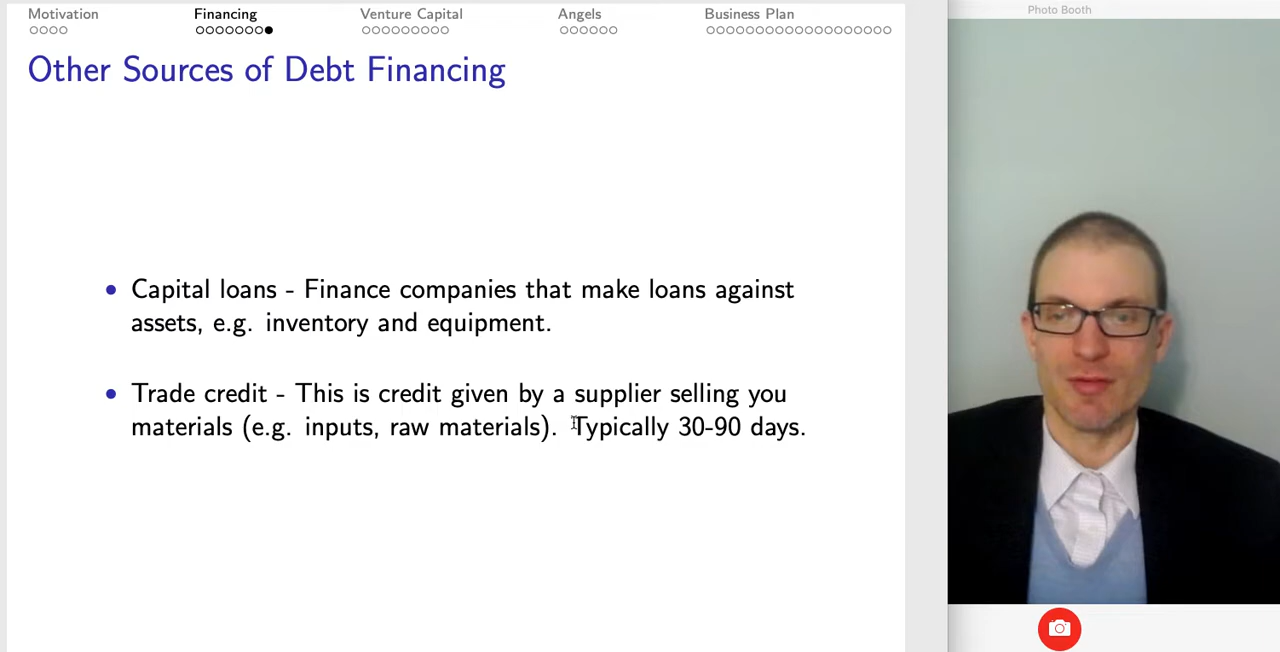 Motivation Financing Venture Capital Angels Business Plan
Other Sources of Debt Financing
Capital loans - Finance companies that make loans against
assets, e.g. inventory and equipment.
Trade credit - This is credit given by a supplier selling you
materials (e.g. inputs, raw materials). Typically 30-90 days.
Photo Booth